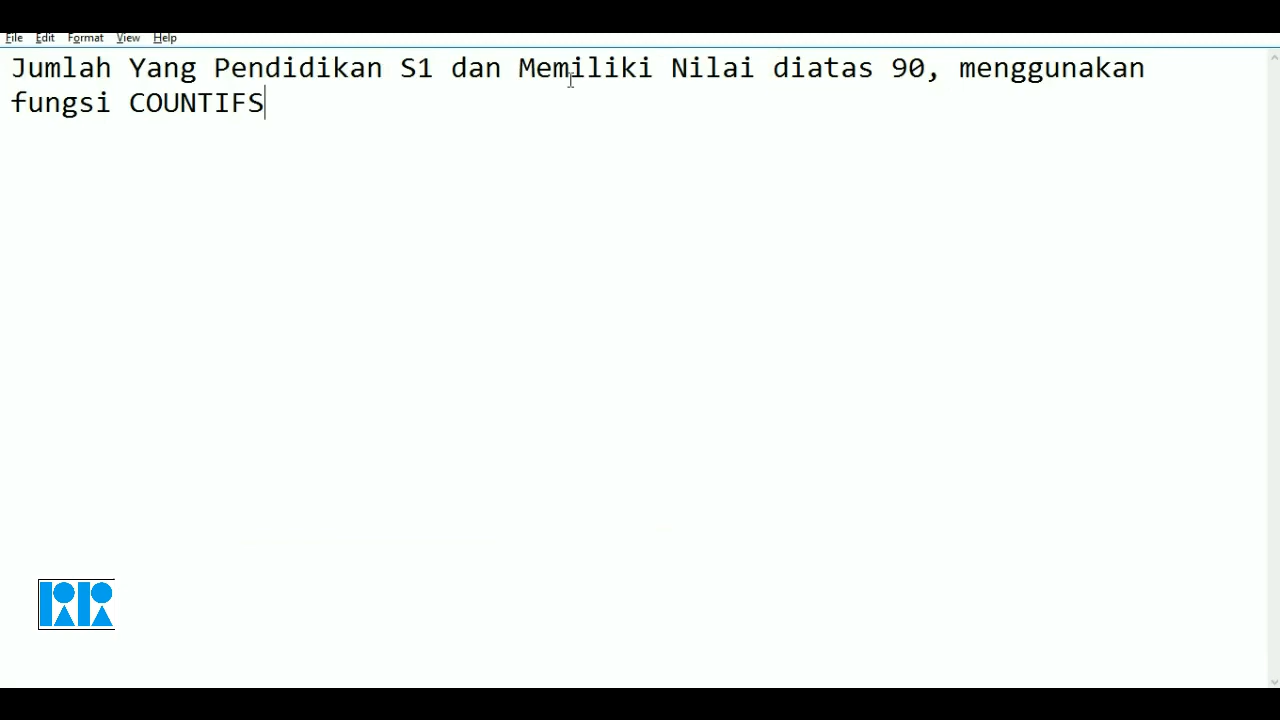 File Edit Format View Help
Jumlah Yang Pendidikan S1 dan Memiliki Nilai diatas 90, menggunakan
fungsi COUNTIFS